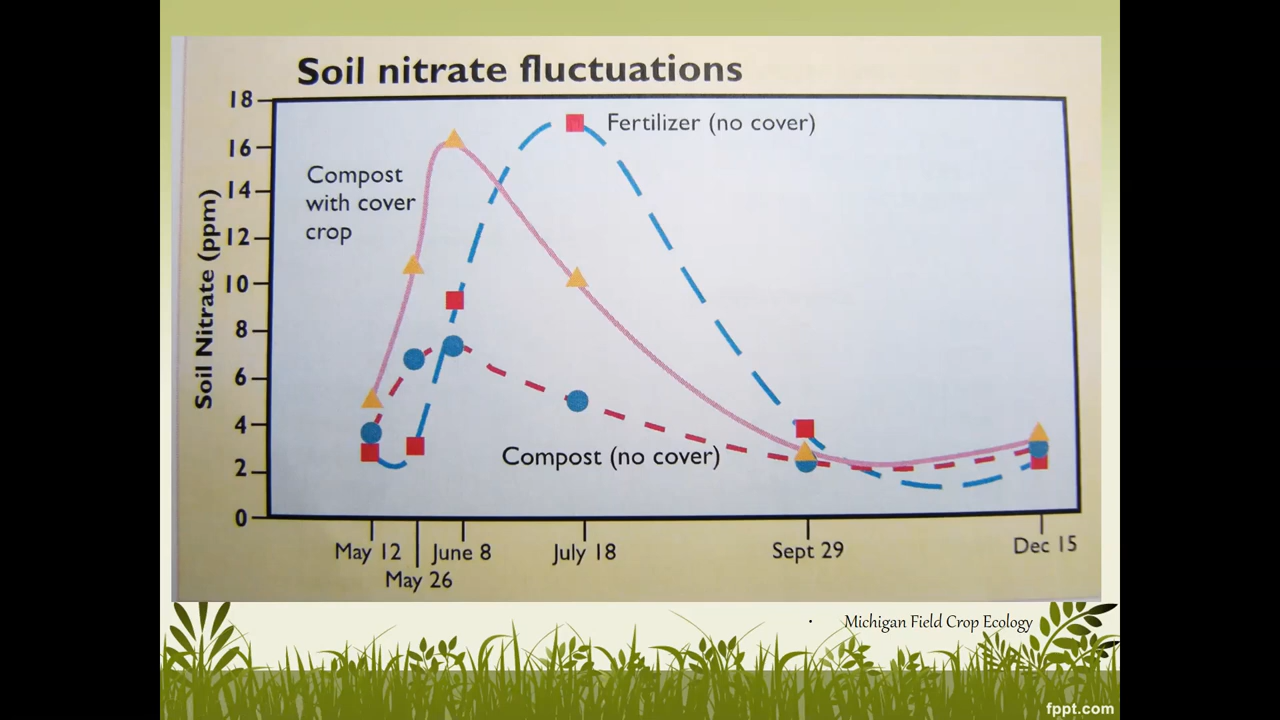 Soil nitrate fluctuations
18
16
14
12
10
8
6
4
2
0
Soil Nitrate (ppm)
Fertilizer (no cover)
Compost
with cover
crop
Compost (no cover)
May 12
May 26
June 8
July 18
Sept 29
Dec 15
• Michigan Field Crop Ecology
fppt.com